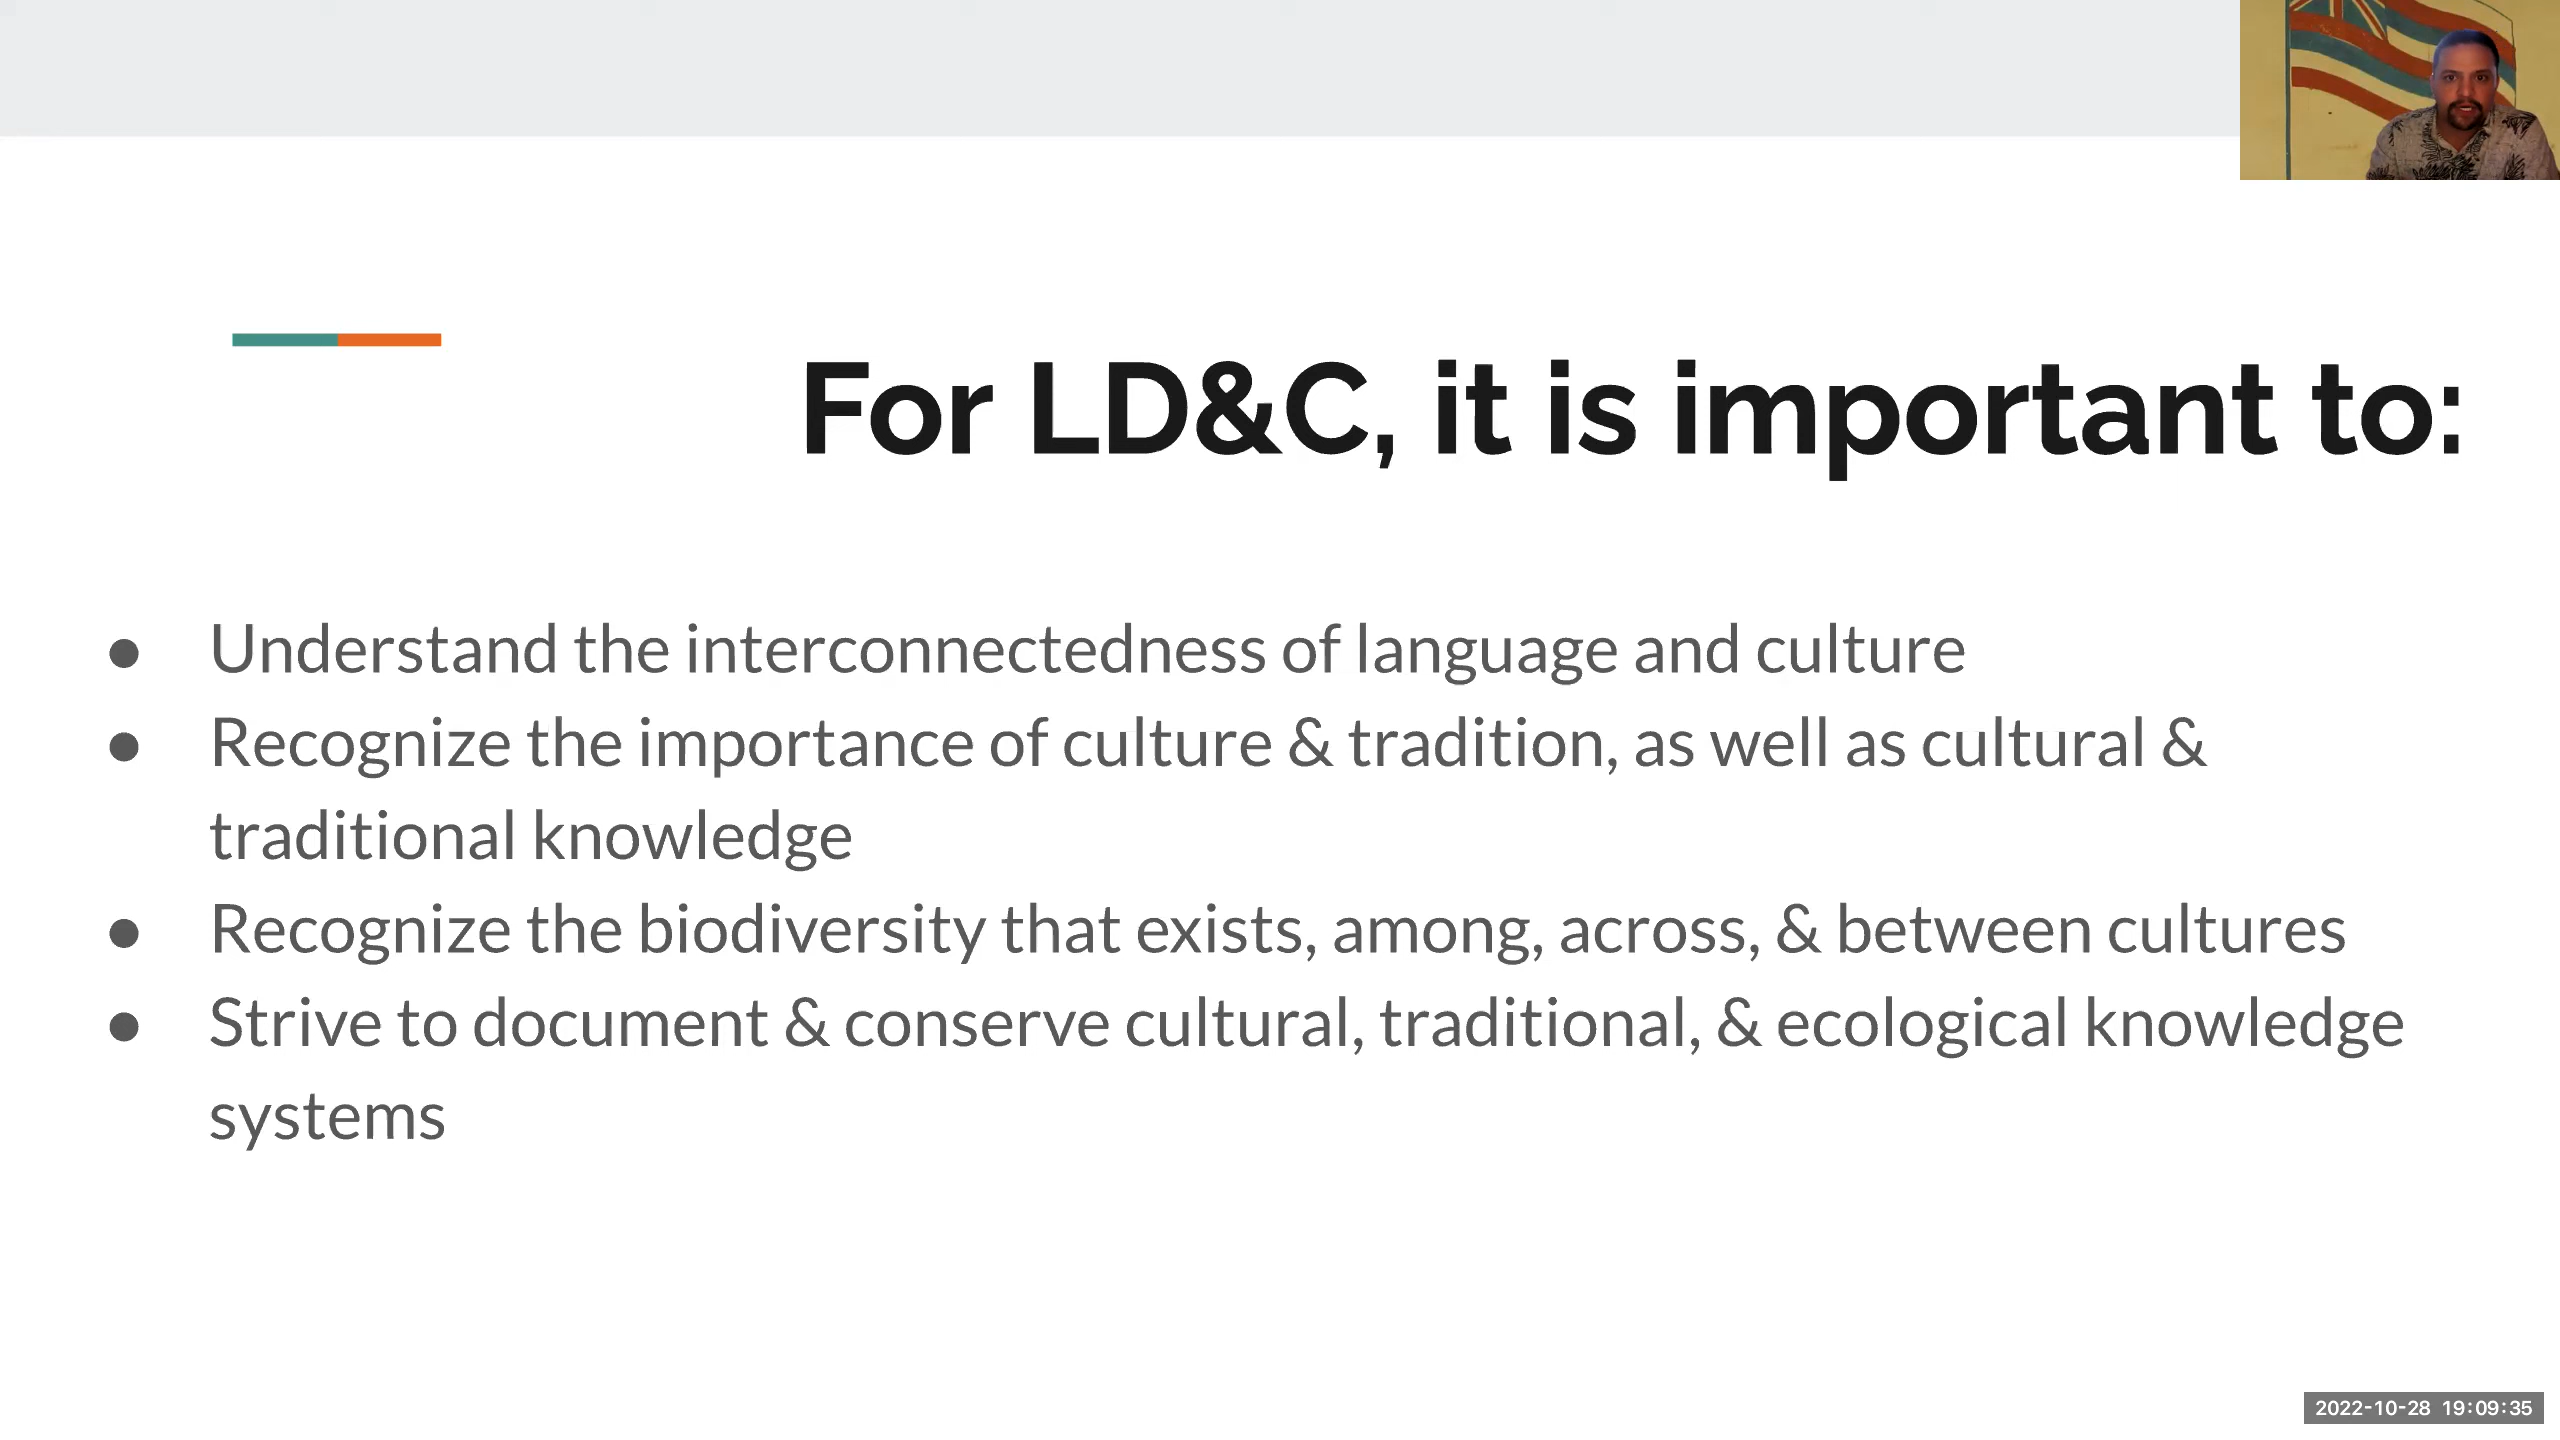 For LD&C, it is important to:
● Understand the interconnectedness of language and culture
● Recognize the importance of culture & tradition, as well as cultural &
traditional knowledge
● Recognize the biodiversity that exists, among, across, & between cultures
● Strive to document & conserve cultural, traditional, & ecological knowledge
systems
2022-10-28 19:09:35